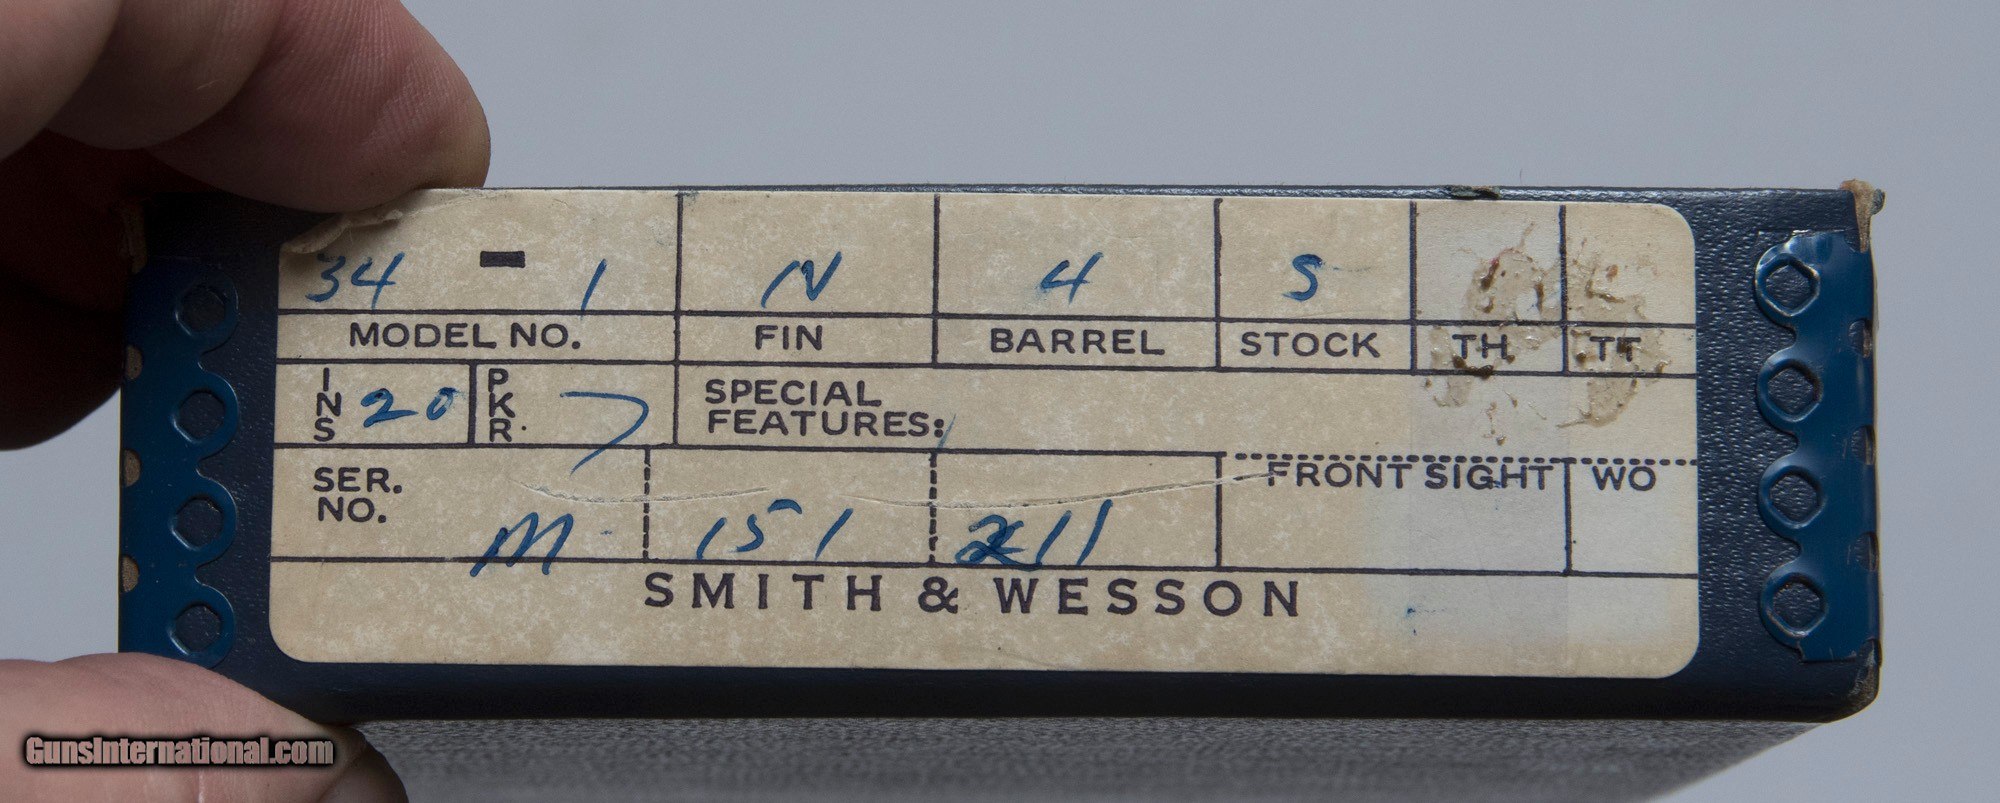 34 - 1 N 4 S
MODEL NO. FIN BARREL STOCK TH TT
INS 20 PKR. 7 SPECIAL
FEATURES:
SER.
NO. M 151 211 FRONT SIGHT WO
SMITH & WESSON
GunsInternational.com